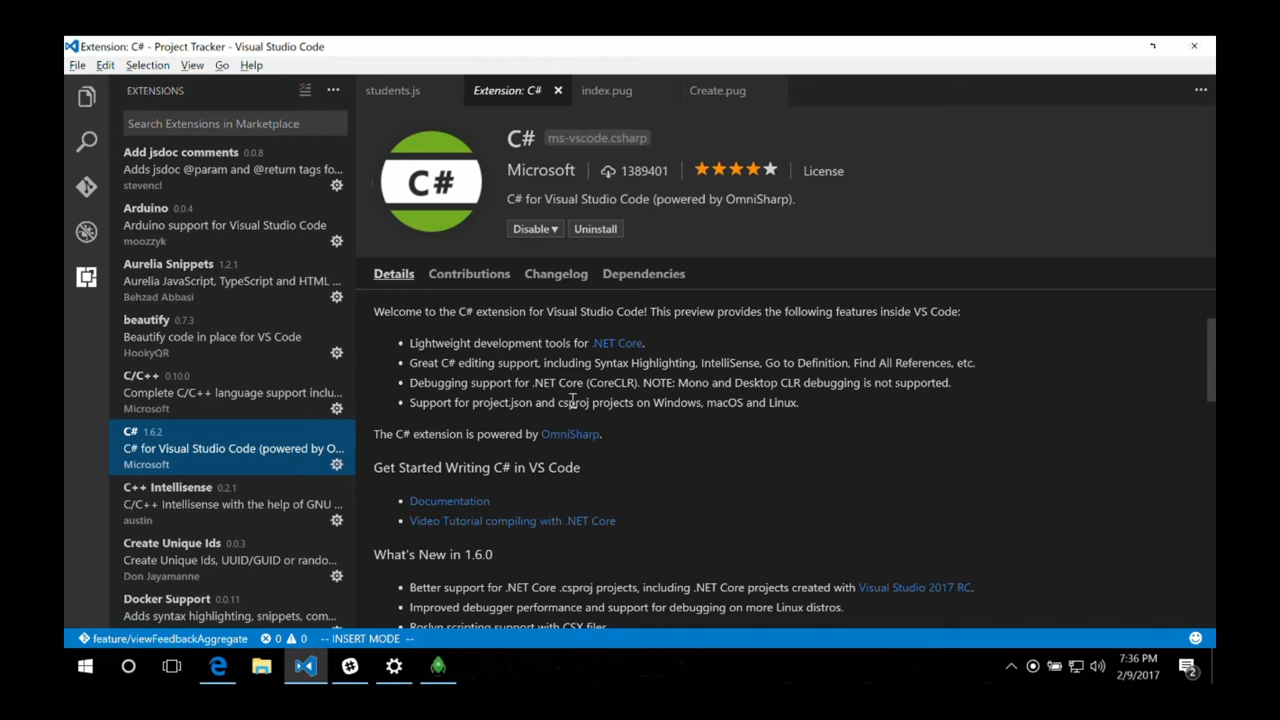 Extension: C# - Project Tracker - Visual Studio Code
File Edit Selection View Go Help
EXTENSIONS
Search Extensions in Marketplace
Add jsdoc comments 0.0.8
Adds jsdoc @param and @return tags fo...
stevencl
Arduino 0.0.4
Arduino support for Visual Studio Code
moozzyk
Aurelia Snippets 1.2.1
Aurelia JavaScript, TypeScript and HTML ...
Behzad Abbasi
beautify 0.7.3
Beautify code in place for VS Code
HookyQR
C/C++ 0.10.0
Complete C/C++ language support inclu...
Microsoft
C# 1.6.2
C# for Visual Studio Code (powered by O...
Microsoft
C++ Intellisense 0.2.1
C/C++ Intellisense with the help of GNU ...
austin
Create Unique Ids 0.0.3
Create Unique Ids, UUID/GUID or rando...
Don Jayamanne
Docker Support 0.0.11
Adds syntax highlighting, snippets, com...
students.js Extension: C# index.pug Create.pug
C#
C# ms-vscode.csharp
Microsoft 1389401 License
C# for Visual Studio Code (powered by OmniSharp).
Disable▾ Uninstall
Details Contributions Changelog Dependencies
Welcome to the C# extension for Visual Studio Code! This preview provides the following features inside VS Code:
• Lightweight development tools for .NET Core.
• Great C# editing support, including Syntax Highlighting, IntelliSense, Go to Definition, Find All References, etc.
• Debugging support for .NET Core (CoreCLR). NOTE: Mono and Desktop CLR debugging is not supported.
• Support for project.json and csproj projects on Windows, macOS and Linux.
The C# extension is powered by OmniSharp.
Get Started Writing C# in VS Code
• Documentation
• Video Tutorial compiling with .NET Core
What's New in 1.6.0
• Better support for .NET Core .csproj projects, including .NET Core projects created with Visual Studio 2017 RC.
• Improved debugger performance and support for debugging on more Linux distros.
• Roslyn scripting support with CSX files
feature/viewFeedbackAggregate 0 0 -- INSERT MODE --
7:36 PM
2/9/2017
2